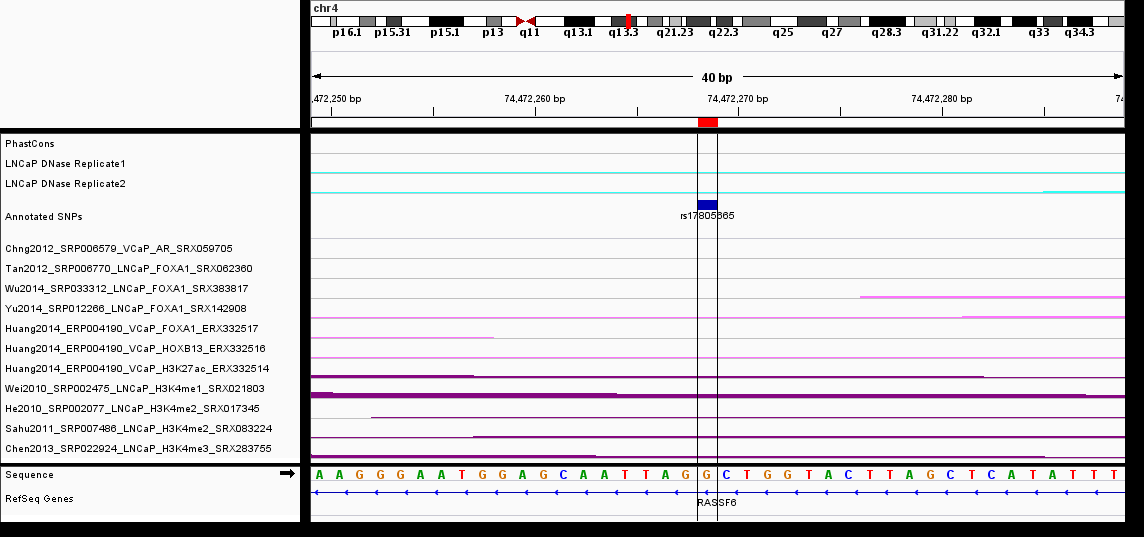 chr4
p16.1 p15.31 p15.1 p13 q11 q13.1 q13.3 q21.23 q22.3 q25 q27 q28.3 q31.22 q32.1 q33 q34.3
40 bp
,472,250 bp 74,472,260 bp 74,472,270 bp 74,472,280 bp 74
PhastCons
LNCaP DNase Replicate1
LNCaP DNase Replicate2
Annotated SNPs
rs17805665
Chng2012_SRP006579_VCaP_AR_SRX059705
Tan2012_SRP006770_LNCaP_FOXA1_SRX062360
Wu2014_SRP033312_LNCaP_FOXA1_SRX383817
Yu2014_SRP012266_LNCaP_FOXA1_SRX142908
Huang2014_ERP004190_VCaP_FOXA1_ERX332517
Huang2014_ERP004190_VCaP_HOXB13_ERX332516
Huang2014_ERP004190_VCaP_H3K27ac_ERX332514
Wei2010_SRP002475_LNCaP_H3K4me1_SRX021803
He2010_SRP002077_LNCaP_H3K4me2_SRX017345
Sahu2011_SRP007486_LNCaP_H3K4me2_SRX083224
Chen2013_SRP022924_LNCaP_H3K4me3_SRX283755
Sequence A A G G G A A T G G A G C A A T T A G G C T G G T A C T T A G C T C A T A T T T
RefSeq Genes
RASSF6